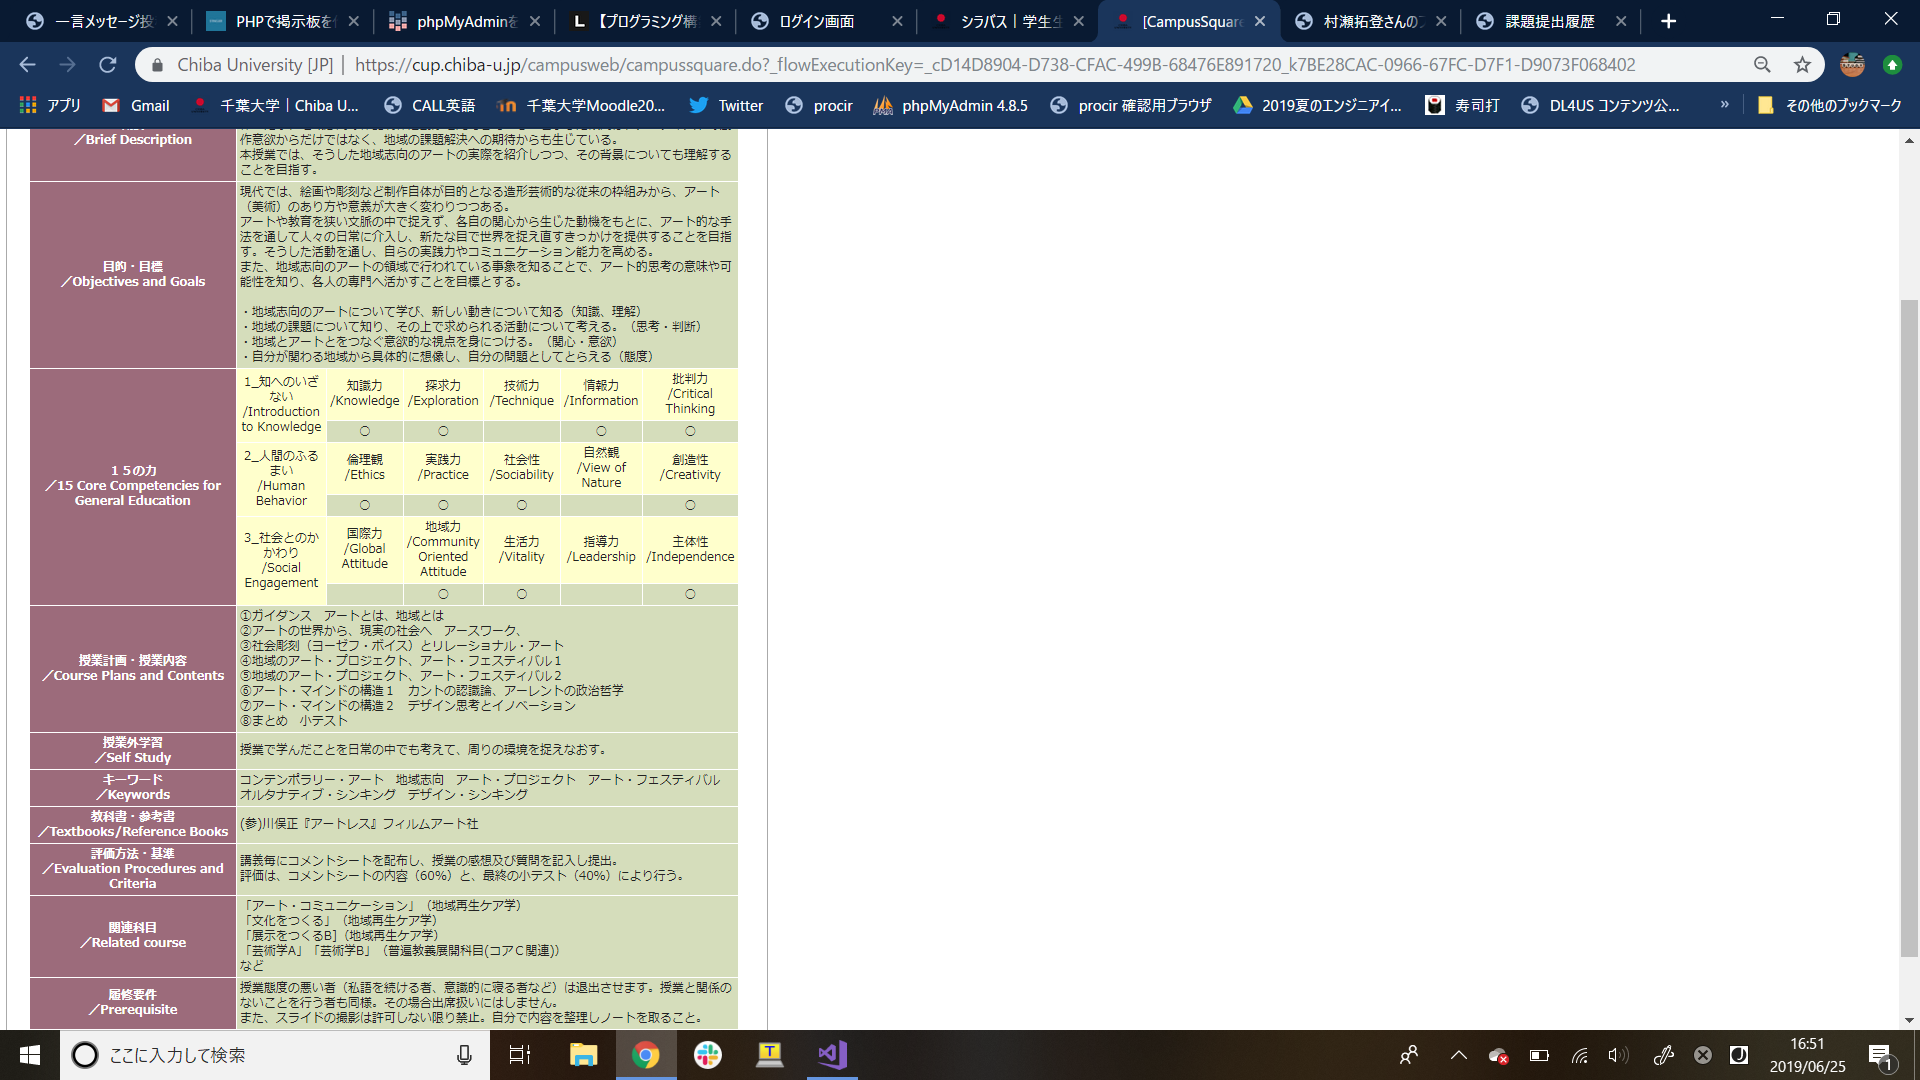 一言メッセージ投
PHPで掲示板を作
phpMyAdminを
【プログラミング構
ログイン画面
シラバス | 学生生
[CampusSquare
村瀬拓登さんのプ
課題提出履歴
Chiba University [JP] | https://cup.chiba-u.jp/campusweb/campussquare.do?_flowExecutionKey=_cD14D8904-D738-CFAC-499B-68476E891720_k7BE28CAC-0966-67FC-D7F1-D9073F068402
アプリ
Gmail
千葉大学 | Chiba U...
CALL英語
千葉大学Moodle20...
Twitter
procir
phpMyAdmin 4.8.5
procir 確認用ブラウザ
2019夏のエンジニアイ...
寿司打
DL4US コンテンツ公...
»
その他のブックマーク
／Brief Description
作意欲からだけではなく、地域の課題解決への期待からも生じている。
本授業では、そうした地域志向のアートの実際を紹介しつつ、その背景についても理解する
ことを目指す。
目的・目標
／Objectives and Goals
現代では、絵画や彫刻など制作自体が目的となる造形芸術的な従来の枠組みから、アート
（美術）のあり方や意義が大きく変わりつつある。
アートや教育を狭い文脈の中で捉えず、各自の関心から生じた動機をもとに、アート的な手
法を通して人々の日常に介入し、新たな目で世界を捉え直すきっかけを提供することを目指
す。そうした活動を通し、自らの実践力やコミュニケーション能力を高める。
また、地域志向のアートの領域で行われている事象を知ることで、アート的思考の意味や可
能性を知り、各人の専門へ活かすことを目標とする。
・地域志向のアートについて学び、新しい動きについて知る（知識、理解）
・地域の課題について知り、その上で求められる活動について考える。（思考・判断）
・地域とアートとをつなぐ意欲的な視点を身につける。（関心・意欲）
・自分が関わる地域から具体的に想像し、自分の問題としてとらえる（態度）
１５の力
／15 Core Competencies for
General Education
1_知へのいざ
ない
/Introduction
to Knowledge
知識力
/Knowledge
探求力
/Exploration
技術力
/Technique
情報力
/Information
批判力
/Critical
Thinking
○ ○ ○ ○
2_人間のふる
まい
/Human
Behavior
倫理観
/Ethics
実践力
/Practice
社会性
/Sociability
自然観
/View of
Nature
創造性
/Creativity
○ ○ ○ ○
3_社会とのか
かわり
/Social
Engagement
国際力
/Global
Attitude
地域力
/Community
Oriented
Attitude
生活力
/Vitality
指導力
/Leadership
主体性
/Independence
○ ○ ○
授業計画・授業内容
／Course Plans and Contents
①ガイダンス　アートとは、地域とは
②アートの世界から、現実の社会へ　アースワーク、
③社会彫刻（ヨーゼフ・ボイス）とリレーショナル・アート
④地域のアート・プロジェクト、アート・フェスティバル１
⑤地域のアート・プロジェクト、アート・フェスティバル２
⑥アート・マインドの構造１　カントの認識論、アーレントの政治哲学
⑦アート・マインドの構造２　デザイン思考とイノベーション
⑧まとめ　小テスト
授業外学習
／Self Study
授業で学んだことを日常の中でも考えて、周りの環境を捉えなおす。
キーワード
／Keywords
コンテンポラリー・アート　地域志向　アート・プロジェクト　アート・フェスティバル
オルタナティブ・シンキング　デザイン・シンキング
教科書・参考書
／Textbooks/Reference Books
(参)川俣正『アートレス』フィルムアート社
評価方法・基準
／Evaluation Procedures and
Criteria
講義毎にコメントシートを配布し、授業の感想及び質問を記入し提出。
評価は、コメントシートの内容（60%）と、最終の小テスト（40%）により行う。
関連科目
／Related course
「アート・コミュニケーション」（地域再生ケア学）
「文化をつくる」（地域再生ケア学）
「展示をつくるB]（地域再生ケア学）
「芸術学A」「芸術学B」（普遍教養展開科目(コアＣ関連)）
など
履修要件
／Prerequisite
授業態度の悪い者（私語を続ける者、意識的に寝る者など）は退出させます。授業と関係の
ないことを行う者も同様。その場合出席扱いにはしません。
また、スライドの撮影は許可しない限り禁止。自分で内容を整理しノートを取ること。
ここに入力して検索
16:51
2019/06/25
1